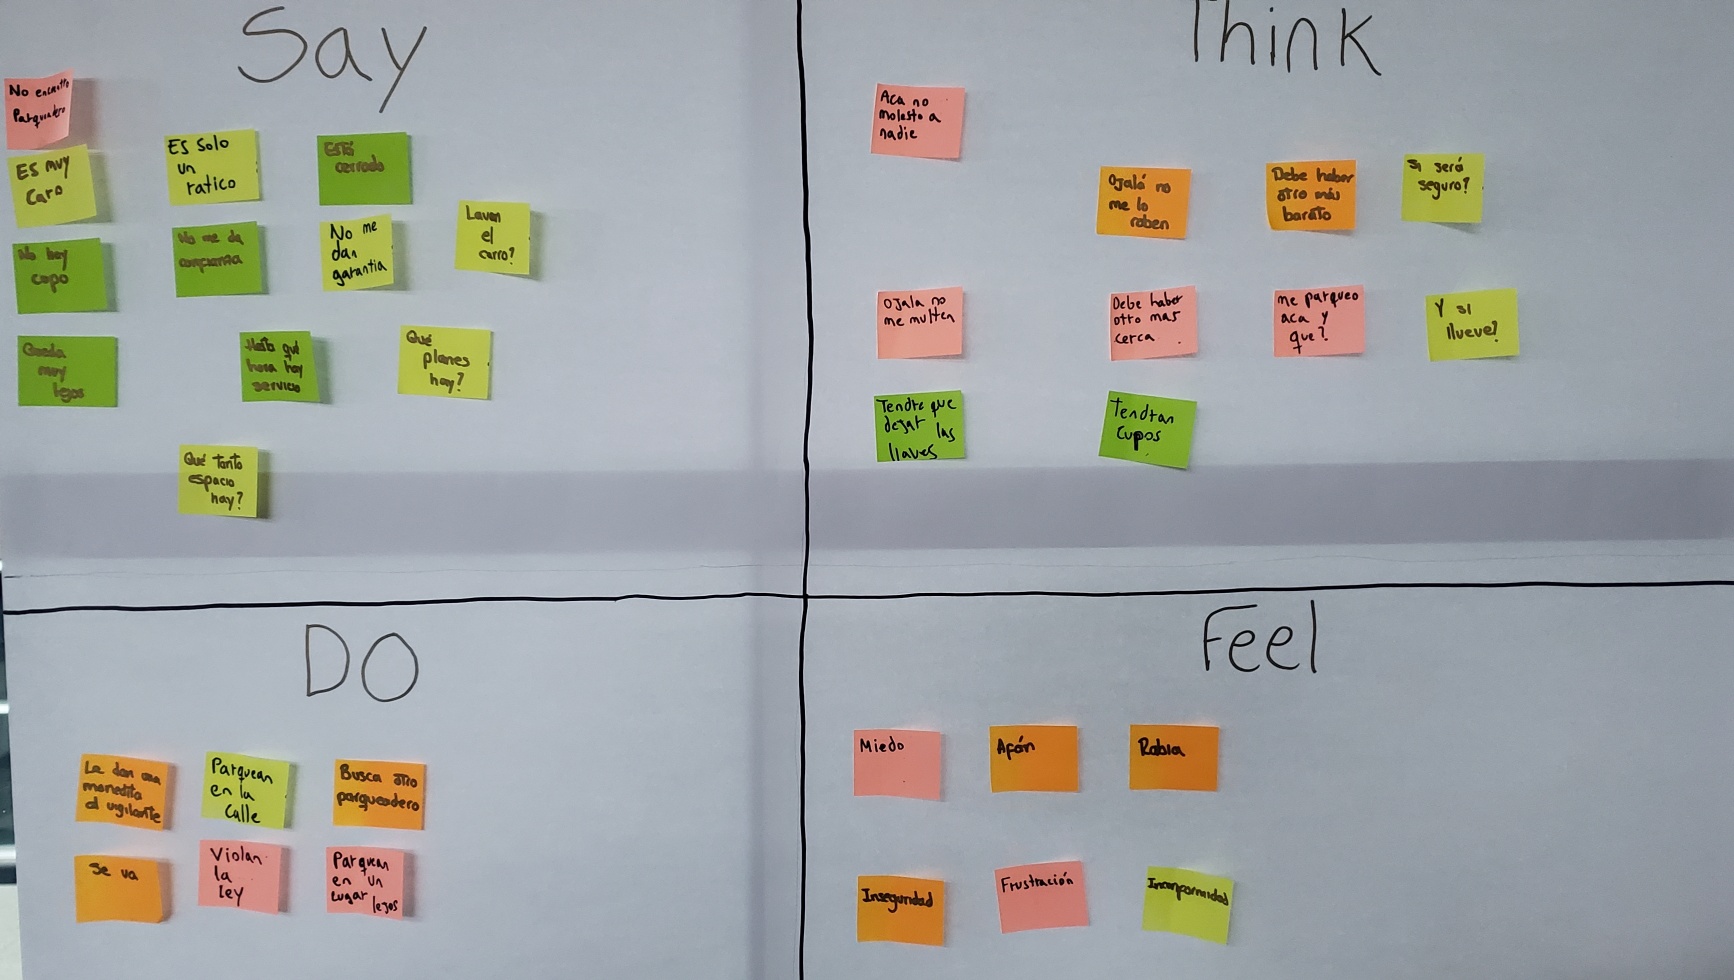 Say
No encuentro
Parqueadero
Es muy
Caro
Es Solo
un
ratico
Está
cerrado
No hay
cupo
No me da
confianza
No me
dan
garantia
Lavan
el
carro?
Queda
muy
lejos
Hasta qué
hora hay
servicio
Qué
planes
hay?
Qué tanto
espacio
hay?
Think
Aca no
molesto a
nadie
Ojalá no
me lo
roben
Debe haber
otro más
barato
Si será
seguro?
Ojala no
me multen
Debe haber
otro mas
cerca.
me parqueo
aca y
que?
Y si
llueve?
Tendre que
dejar las
llaves
Tendran
Cupos
DO
Le dan una
monedita
al vigilante
Parquean
en la
Calle
Busca otro
parqueadero
Se va
Violan
la
ley
Parquean
en un
Lugar lejos
Feel
Miedo
Afán
Rabia
Inseguridad
Frustración
Inconformidad